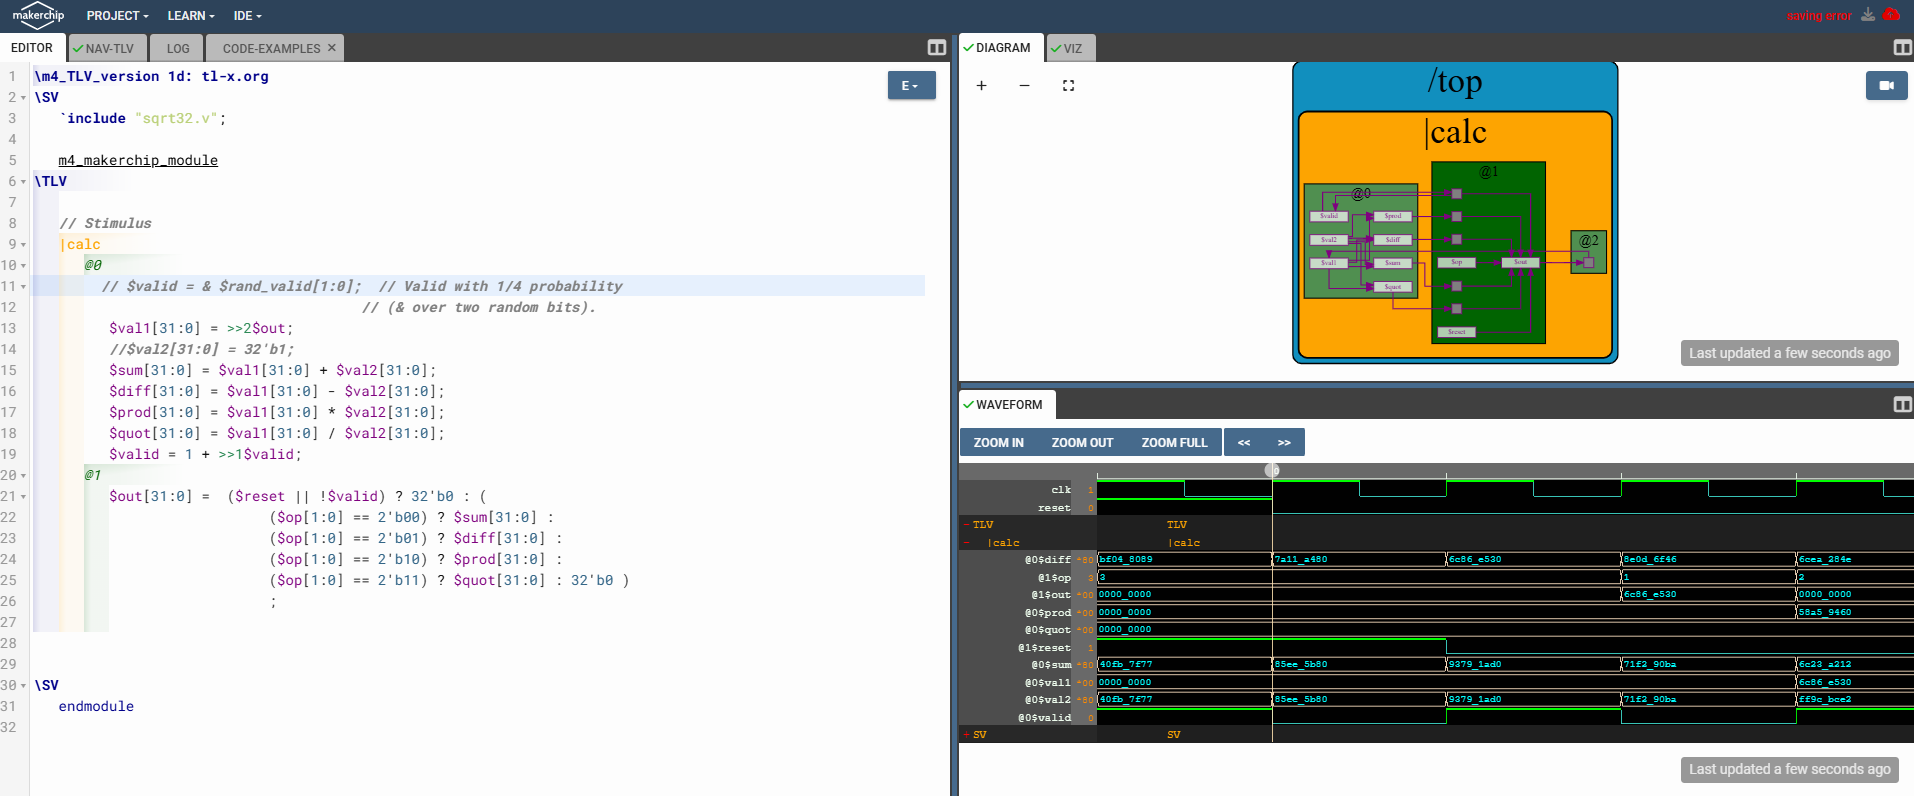 makerchip PROJECT LEARN IDE saving error
EDITOR NAV-TLV LOG CODE-EXAMPLES ×
1 \m4_TLV_version 1d: tl-x.org
2 \SV
3 `include "sqrt32.v";
4
5 m4_makerchip_module
6 \TLV
7
8 // Stimulus
9 |calc
10 @0
11 // $valid = & $rand_valid[1:0]; // Valid with 1/4 probability
12 // (& over two random bits).
13 $val1[31:0] = >>2$out;
14 //$val2[31:0] = 32'b1;
15 $sum[31:0] = $val1[31:0] + $val2[31:0];
16 $diff[31:0] = $val1[31:0] - $val2[31:0];
17 $prod[31:0] = $val1[31:0] * $val2[31:0];
18 $quot[31:0] = $val1[31:0] / $val2[31:0];
19 $valid = 1 + >>1$valid;
20 @1
21 $out[31:0] = ($reset || !$valid) ? 32'b0 : (
22 ($op[1:0] == 2'b00) ? $sum[31:0] :
23 ($op[1:0] == 2'b01) ? $diff[31:0] :
24 ($op[1:0] == 2'b10) ? $prod[31:0] :
25 ($op[1:0] == 2'b11) ? $quot[31:0] : 32'b0 )
26 ;
27
28
29
30 \SV
31 endmodule
32
E
DIAGRAM VIZ
+ −
/top
|calc
@0 @1 @2
$valid $prod
$val2 $diff
$val1 $sum $op $out
$quot
$reset
Last updated a few seconds ago
WAVEFORM
ZOOM IN ZOOM OUT ZOOM FULL << >>
0
clk 1
reset 0
- TLV TLV
- |calc |calc
@0$diff bf04_8089 7a11_a480 6c86_e530 8e0d_6f46 6cea_284e
@1$op 3 3 1 2
@1$out 0000_0000 6c86_e530 0000_0000
@0$prod 0000_0000 58a5_9460
@0$quot 0000_0000
@1$reset 1
@0$sum 40fb_7f77 85ee_5b80 9379_1ad0 71f2_90ba 6c23_a212
@0$val1 0000_0000 6c86_e530
@0$val2 40fb_7f77 85ee_5b80 9379_1ad0 71f2_90ba ff9c_bce2
@0$valid 0
+ SV SV
Last updated a few seconds ago